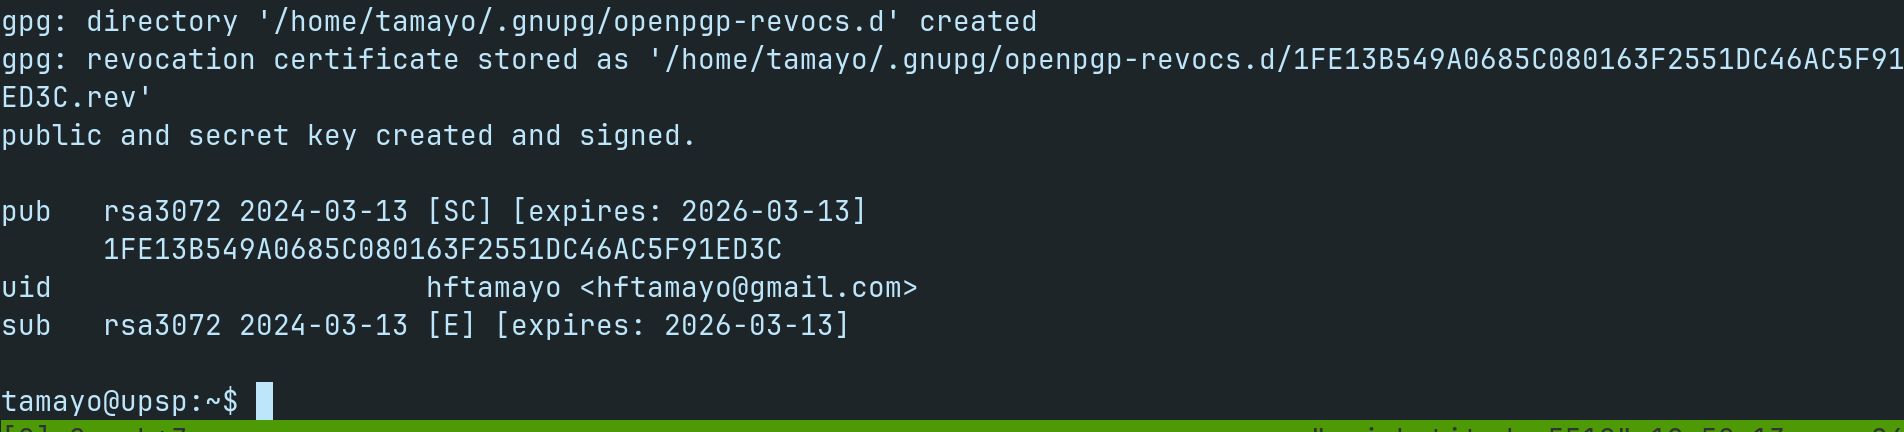 gpg: directory '/home/tamayo/.gnupg/openpgp-revocs.d' created
gpg: revocation certificate stored as '/home/tamayo/.gnupg/openpgp-revocs.d/1FE13B549A0685C080163F2551DC46AC5F91
ED3C.rev'
public and secret key created and signed.
pub   rsa3072 2024-03-13 [SC] [expires: 2026-03-13]
      1FE13B549A0685C080163F2551DC46AC5F91ED3C
uid                      hftamayo <hftamayo@gmail.com>
sub   rsa3072 2024-03-13 [E] [expires: 2026-03-13]
tamayo@upsp:~$